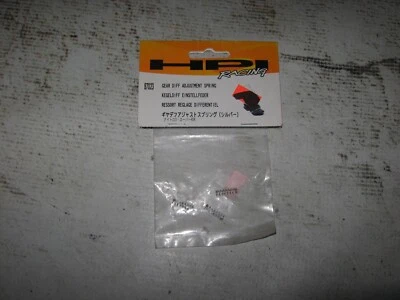 HPI
RACING
GEAR DIFF ADJUSTMENT SPRING
KEGELDIFF EINSTELLFEDER
RESSORT REGLAGE DIFFERENTIEL
ギヤデフアジャストスプリング (シルバー)